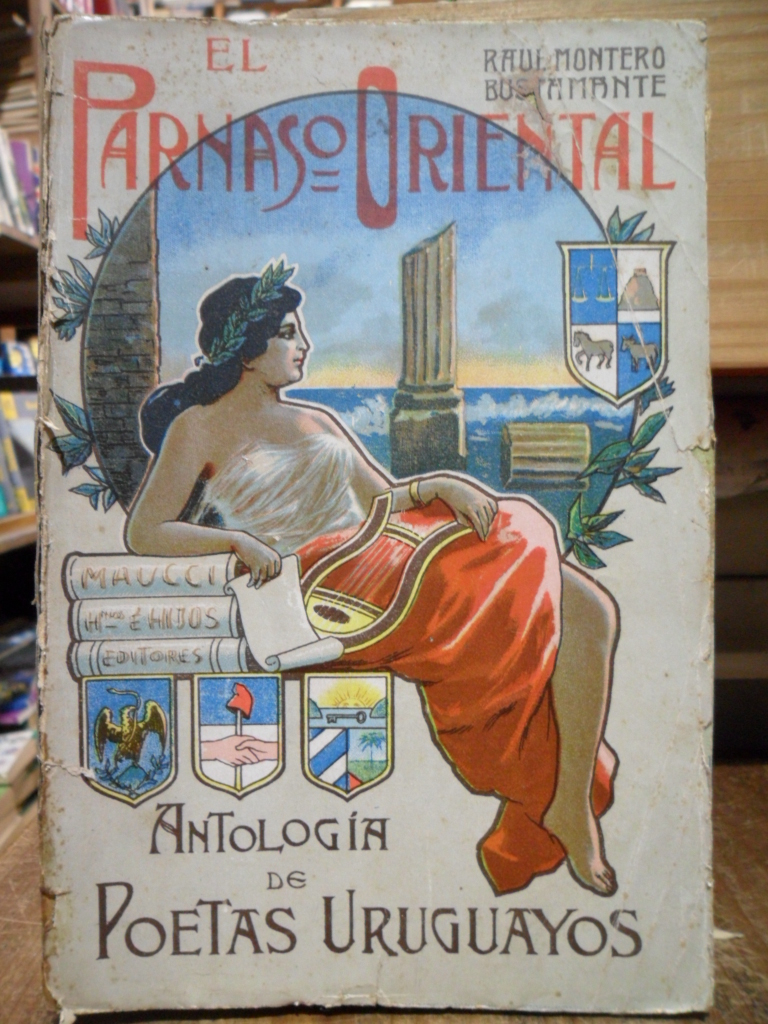 EL
RAUL MONTERO
BUSTAMANTE
PARNASO ORIENTAL
MAUCCI
Hnos é HIJOS
EDITORES
ANTOLOGÍA
DE
POETAS URUGUAYOS